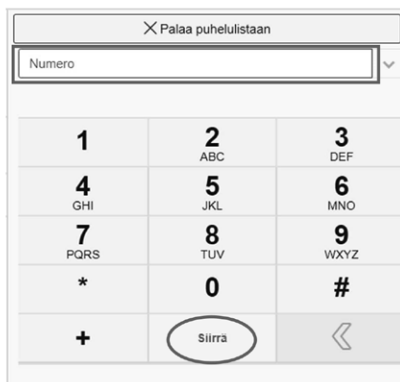 X Palaa puhelulistaan
Numero
1 2 3
ABC DEF
4 5 6
GHI JKL MNO
7 8 9
PQRS TUV WXYZ
* 0 #
+ Siirrä